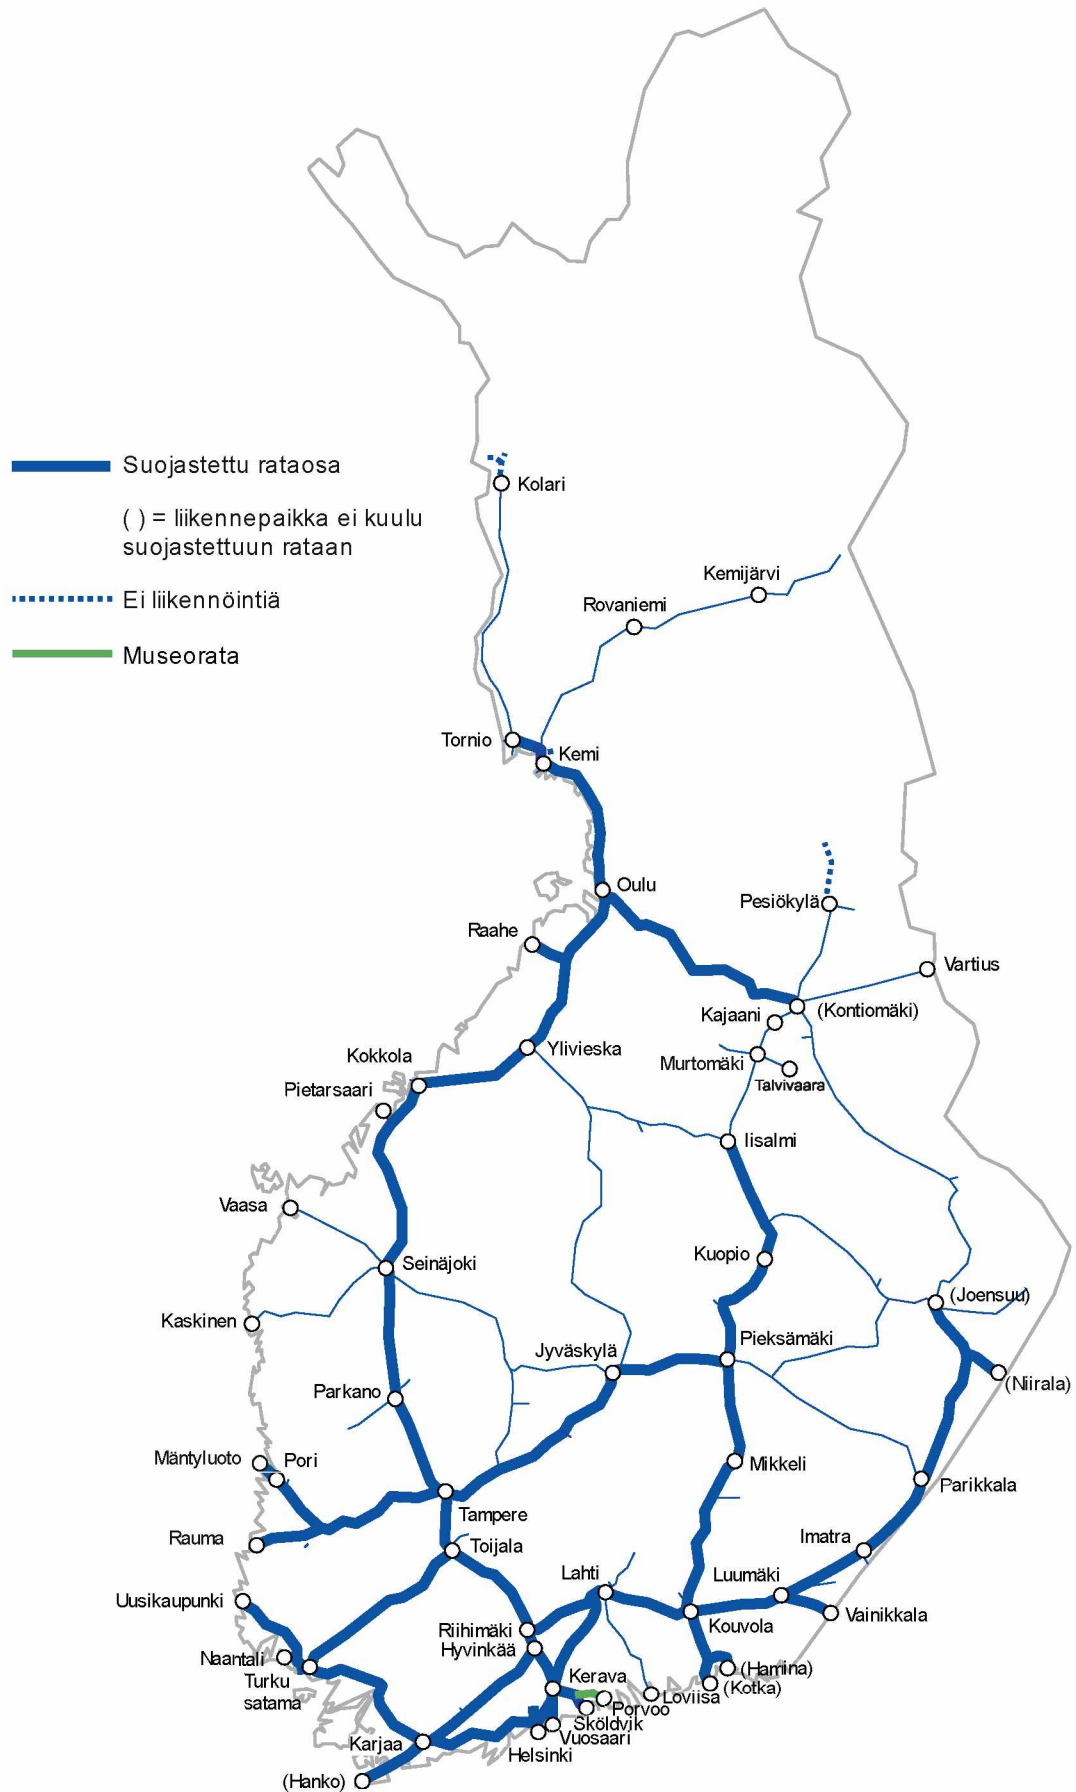 Suojastettu rataosa
( ) = liikennepaikka ei kuulu
suojastettuun rataan
Ei liikennöintiä
Museorata
Kolari
Kemijärvi
Rovaniemi
Tornio
Kemi
Oulu
Pesiökylä
Raahe
Vartius
Kajaani
(Kontiomäki)
Ylivieska
Kokkola
Murtomäki
Talvivaara
Pietarsaari
Iisalmi
Vaasa
Kuopio
Seinäjoki
(Joensuu)
Kaskinen
Pieksämäki
Jyväskylä
(Niirala)
Parkano
Mäntyluoto
Pori
Mikkeli
Parikkala
Tampere
Rauma
Imatra
Toijala
Lahti
Luumäki
Uusikaupunki
Vainikkala
Riihimäki
Kouvola
Hyvinkää
Naantali
Turku
satama
Kerava
(Hamina)
(Kotka)
Loviisa
Porvoo
Sköldvik
Vuosaari
Karjaa
Helsinki
(Hanko)